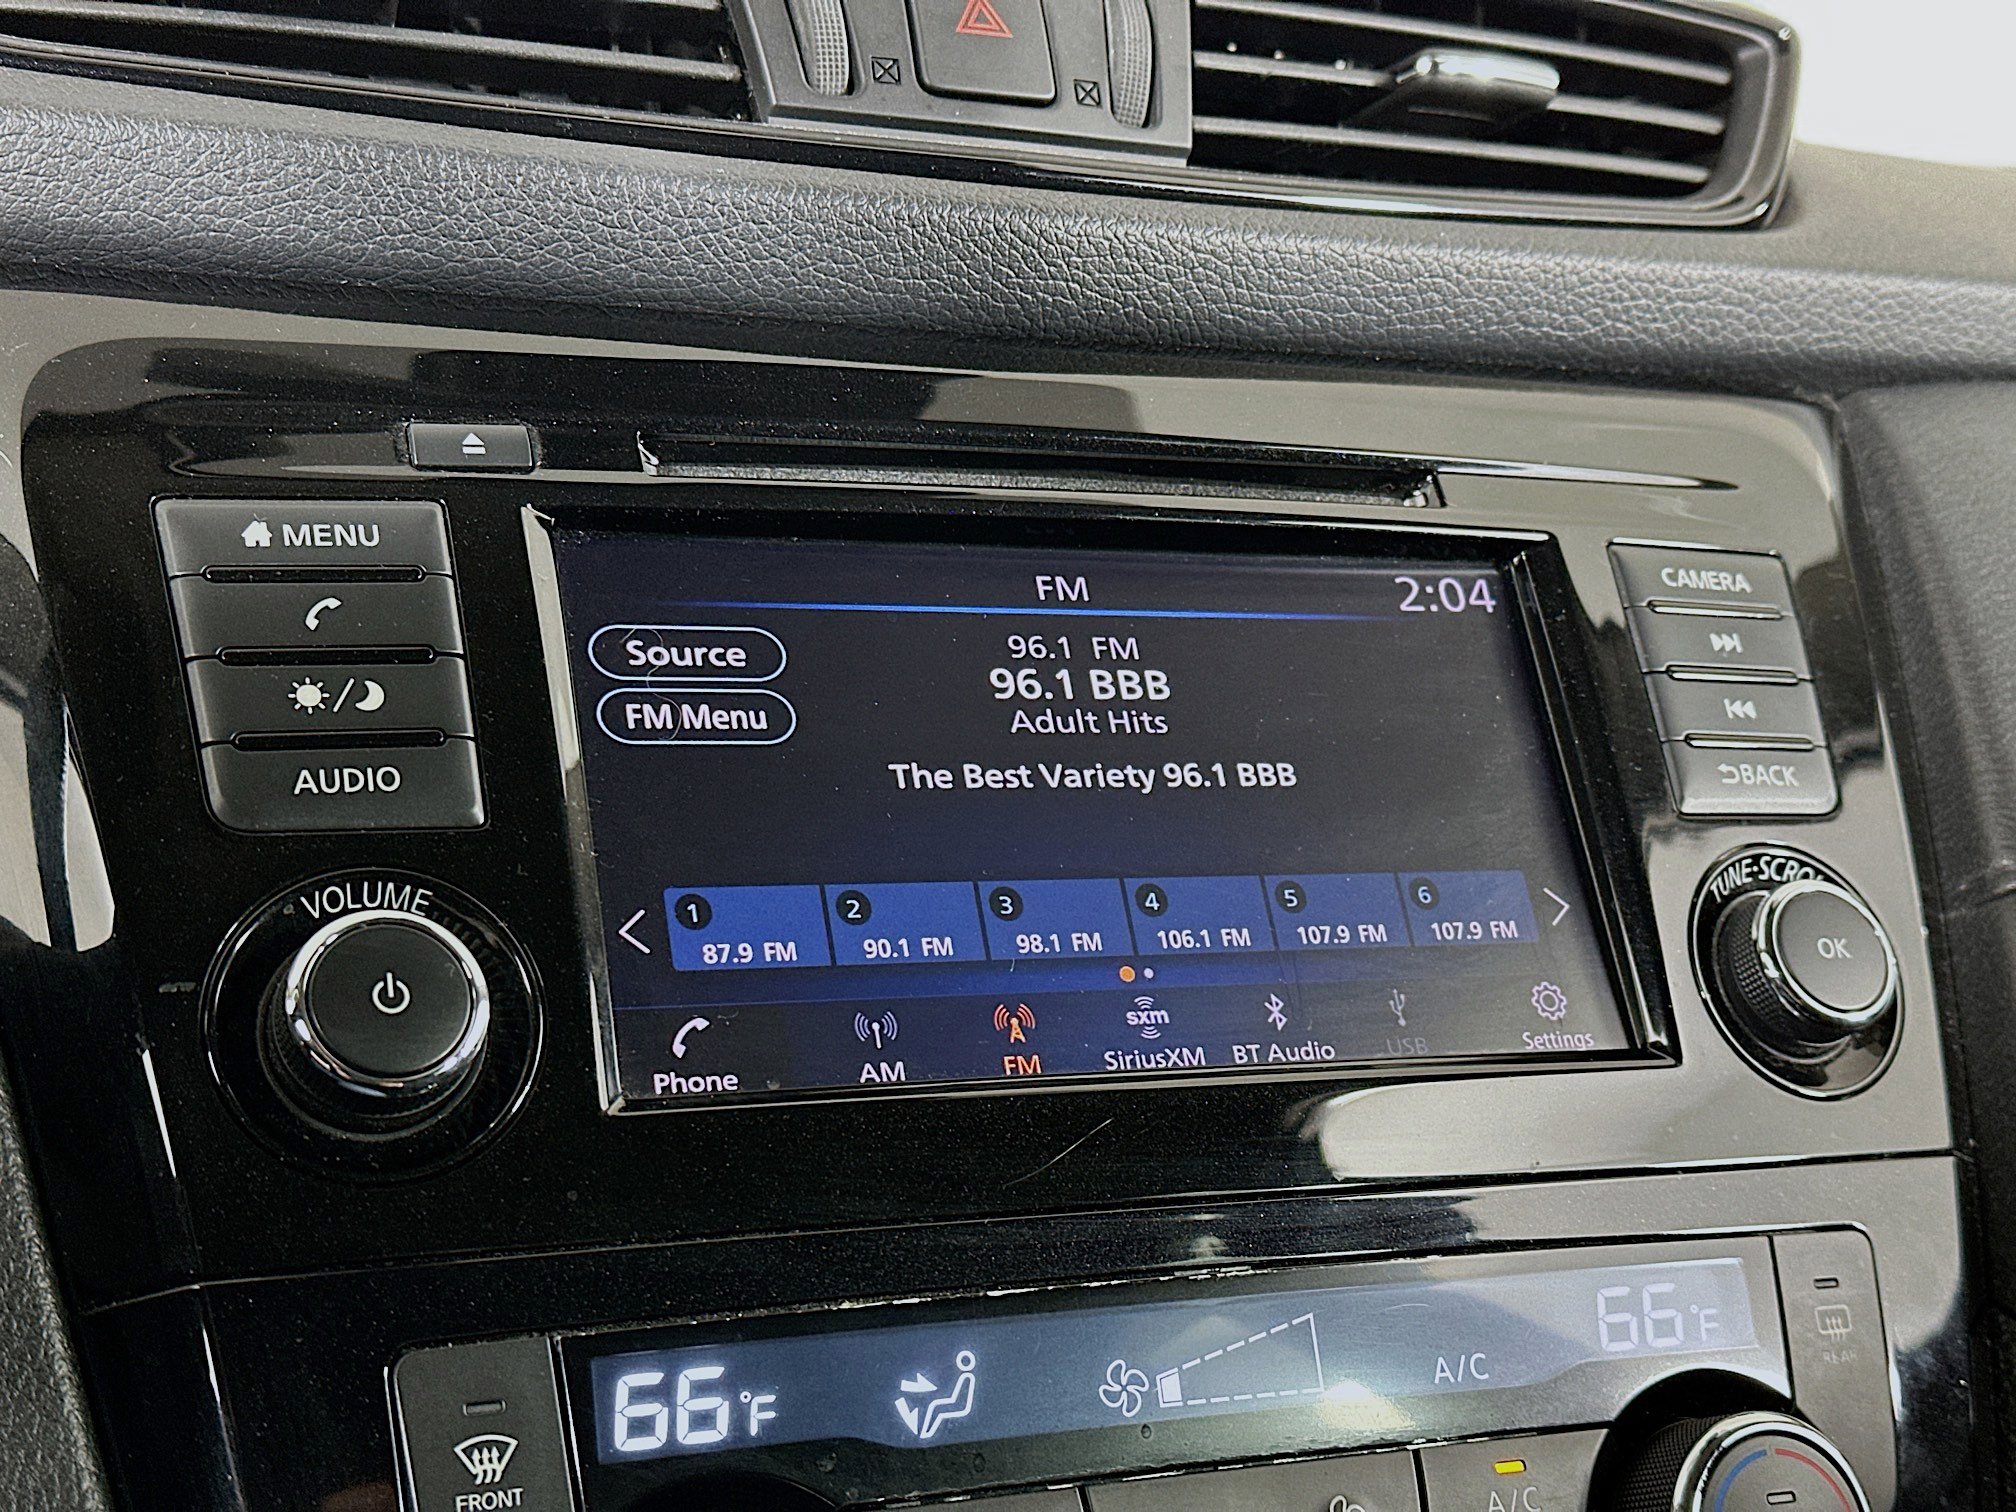 MENU
AUDIO
VOLUME
FM
2:04
Source
96.1 FM
96.1 BBB
FM Menu
Adult Hits
The Best Variety 96.1 BBB
1
2
3
4
5
6
87.9 FM
90.1 FM
98.1 FM
106.1 FM
107.9 FM
107.9 FM
Phone
AM
FM
sxm
SiriusXM
BT Audio
USB
Settings
CAMERA
BACK
OK
66°F
A/C
66°F
FRONT
REAR
A/C